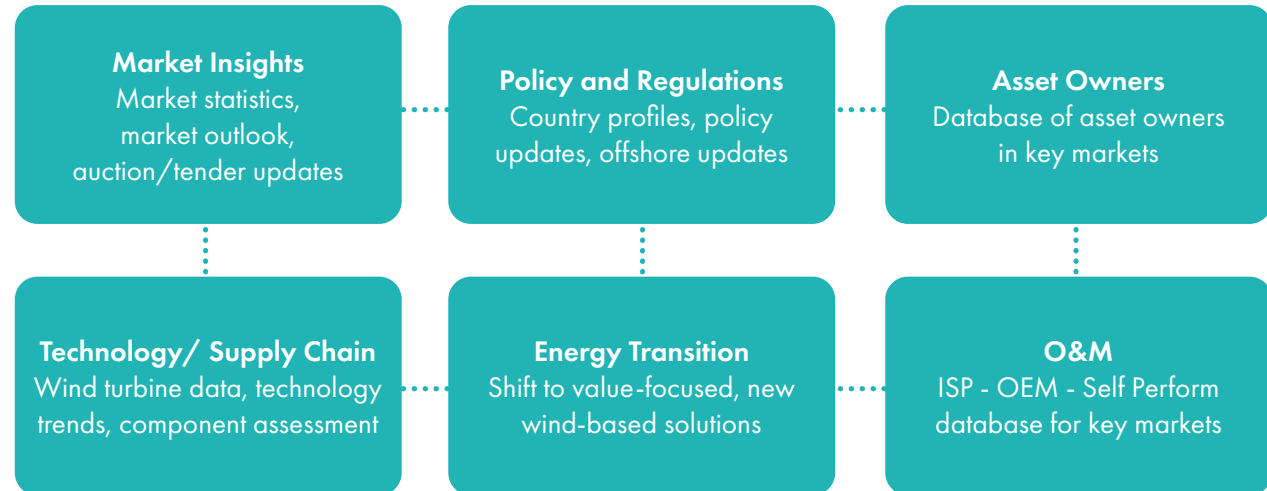 Market Insights
Market statistics,
market outlook,
auction/tender updates
Policy and Regulations
Country profiles, policy
updates, offshore updates
Asset Owners
Database of asset owners
in key markets
Technology/ Supply Chain
Wind turbine data, technology
trends, component assessment
Energy Transition
Shift to value-focused, new
wind-based solutions
O&M
ISP - OEM - Self Perform
database for key markets